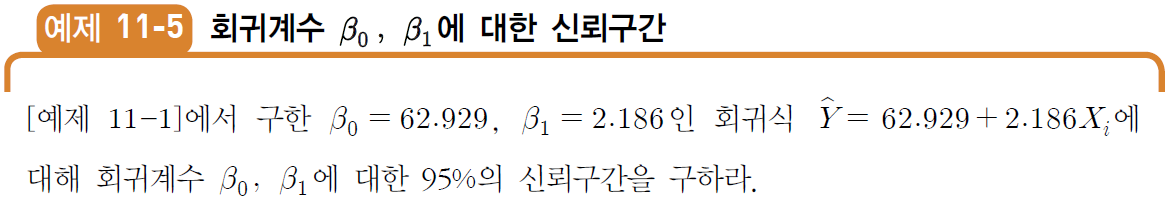 예제 11-5 회귀계수 β₀, β₁에 대한 신뢰구간
[예제 11-1]에서 구한 β₀ = 62.929, β₁ = 2.186인 회귀식 Ŷ = 62.929 + 2.186Xᵢ에
대해 회귀계수 β₀, β₁에 대한 95%의 신뢰구간을 구하라.